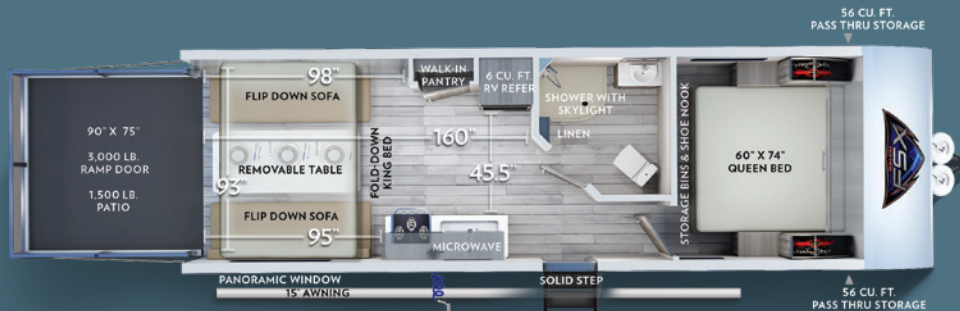 56 CU. FT.
PASS THRU STORAGE
98"
FLIP DOWN SOFA
WALK-IN
PANTRY
6 CU. FT.
RV REFER
SHOWER WITH
SKYLIGHT
LINEN
90" X 75"
3,000 LB.
RAMP DOOR
1,500 LB.
PATIO
REMOVABLE TABLE
93"
FOLD-DOWN
KING BED
160"
45.5"
STORAGE BINS & SHOE NOOK
60" X 74"
QUEEN BED
FLIP DOWN SOFA
95"
MICROWAVE
PANORAMIC WINDOW
15' AWNING
SOLID STEP
56 CU. FT.
PASS THRU STORAGE